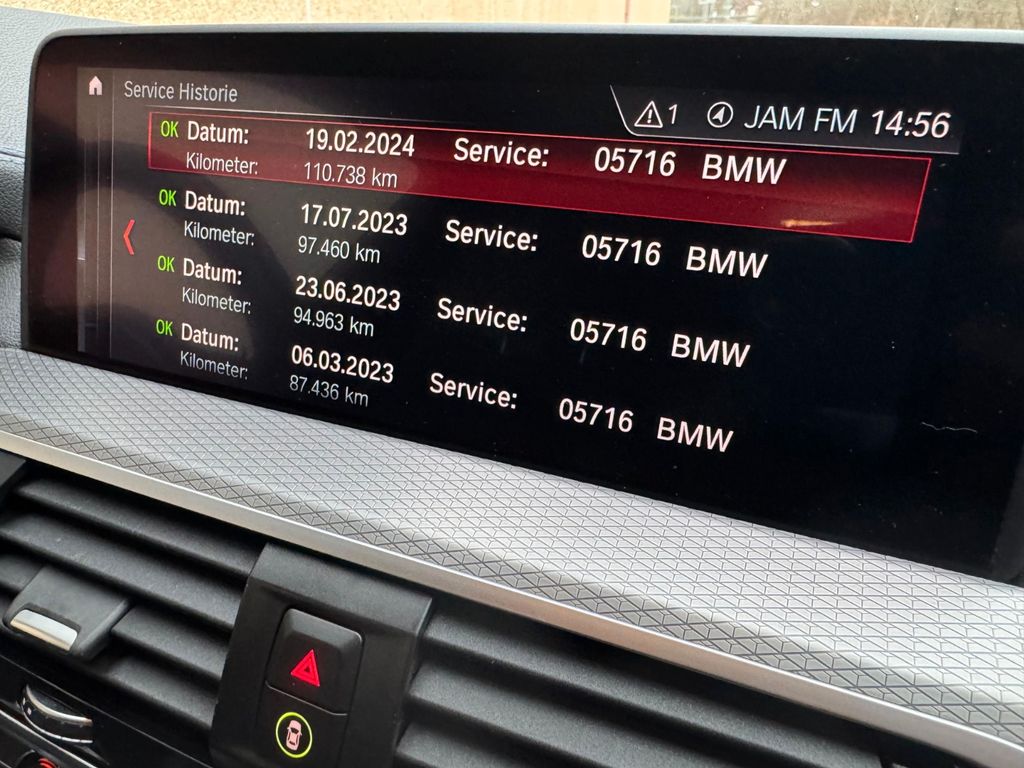 Service Historie
1 JAM FM 14:56
OK Datum: 19.02.2024 Service: 05716 BMW
Kilometer: 110.738 km
OK Datum: 17.07.2023 Service: 05716 BMW
Kilometer: 97.460 km
OK Datum: 23.06.2023 Service: 05716 BMW
Kilometer: 94.963 km
OK Datum: 06.03.2023 Service: 05716 BMW
Kilometer: 87.436 km